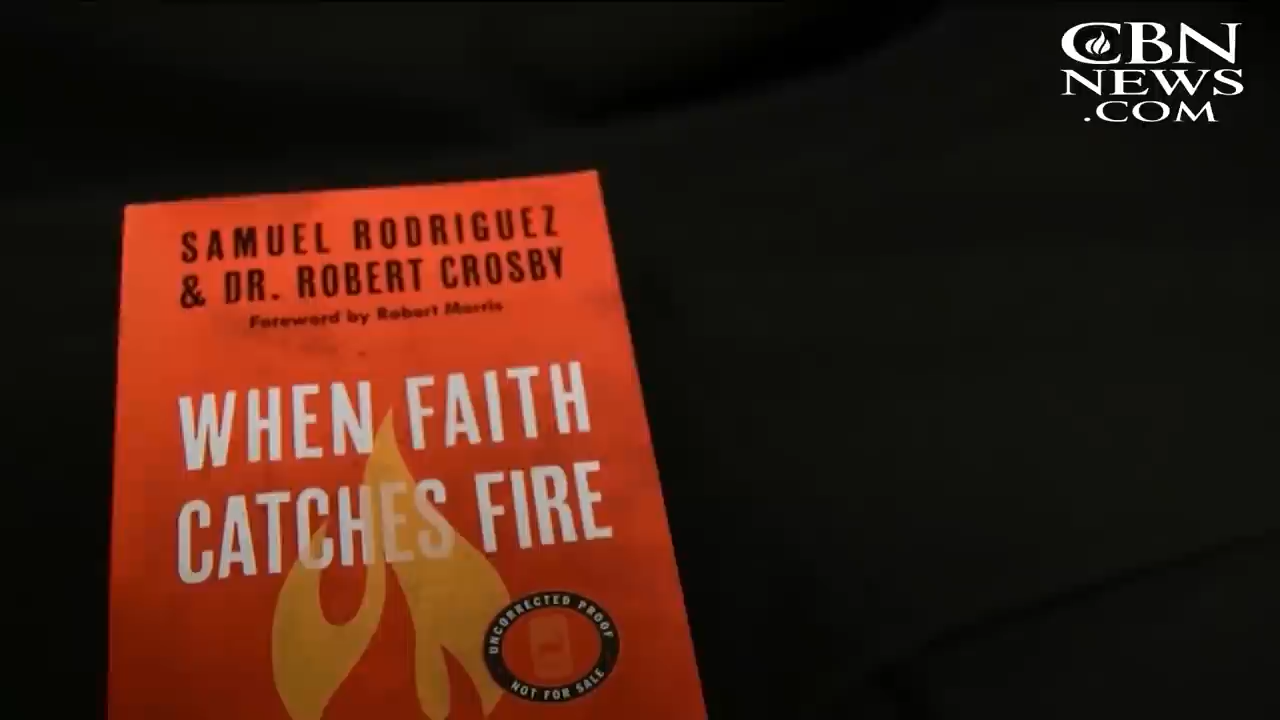 CBN
NEWS
.COM
SAMUEL RODRIGUEZ
& DR. ROBERT CROSBY
Foreword by Robert Morris
WHEN FAITH
CATCHES FIRE
UNCORRECTED PROOF
NOT FOR SALE